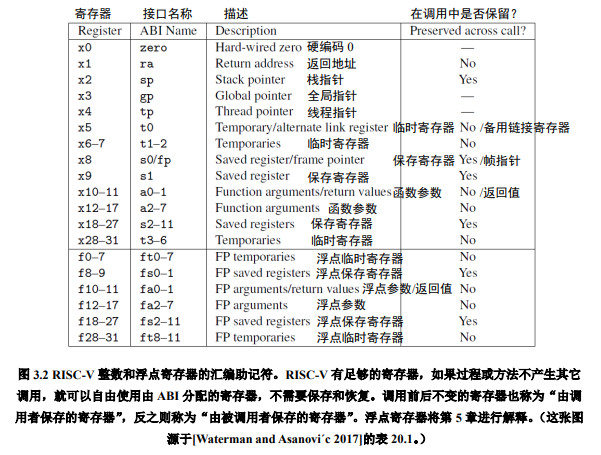 寄存器 接口名称 描述 在调用中是否保留？
Register ABI Name Description Preserved across call?
x0 zero Hard-wired zero 硬编码 0 —
x1 ra Return address 返回地址 No
x2 sp Stack pointer 栈指针 Yes
x3 gp Global pointer 全局指针 —
x4 tp Thread pointer 线程指针 —
x5 t0 Temporary/alternate link register 临时寄存器 No /备用链接寄存器
x6–7 t1–2 Temporaries 临时寄存器 No
x8 s0/fp Saved register/frame pointer 保存寄存器 Yes /帧指针
x9 s1 Saved register 保存寄存器 Yes
x10–11 a0–1 Function arguments/return values 函数参数 No /返回值
x12–17 a2–7 Function arguments 函数参数 No
x18–27 s2–11 Saved registers 保存寄存器 Yes
x28–31 t3–6 Temporaries 临时寄存器 No
f0–7 ft0–7 FP temporaries 浮点临时寄存器 No
f8–9 fs0–1 FP saved registers 浮点保存寄存器 Yes
f10–11 fa0–1 FP arguments/return values 浮点参数/返回值 No
f12–17 fa2–7 FP arguments 浮点参数 No
f18–27 fs2–11 FP saved registers 浮点保存寄存器 Yes
f28–31 ft8–11 FP temporaries 浮点临时寄存器 No
图 3.2 RISC-V 整数和浮点寄存器的汇编助记符。RISC-V 有足够的寄存器，如果过程或方法不产生其它
调用，就可以自由使用由 ABI 分配的寄存器，不需要保存和恢复。调用前后不变的寄存器也称为“由调
用者保存的寄存器”，反之则称为“由被调用者保存的寄存器”。浮点寄存器将第 5 章进行解释。（这张图
源于[Waterman and Asanovi´c 2017]的表 20.1。）